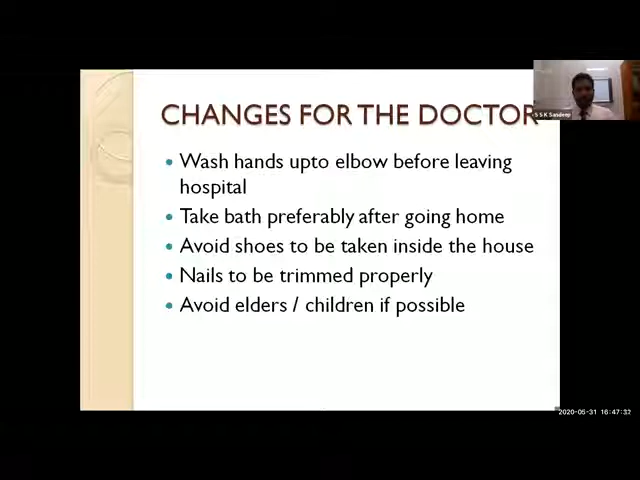 CHANGES FOR THE DOCTOR
S S K Sandeep
• Wash hands upto elbow before leaving
hospital
• Take bath preferably after going home
• Avoid shoes to be taken inside the house
• Nails to be trimmed properly
• Avoid elders / children if possible
2020-05-31 16:47:32